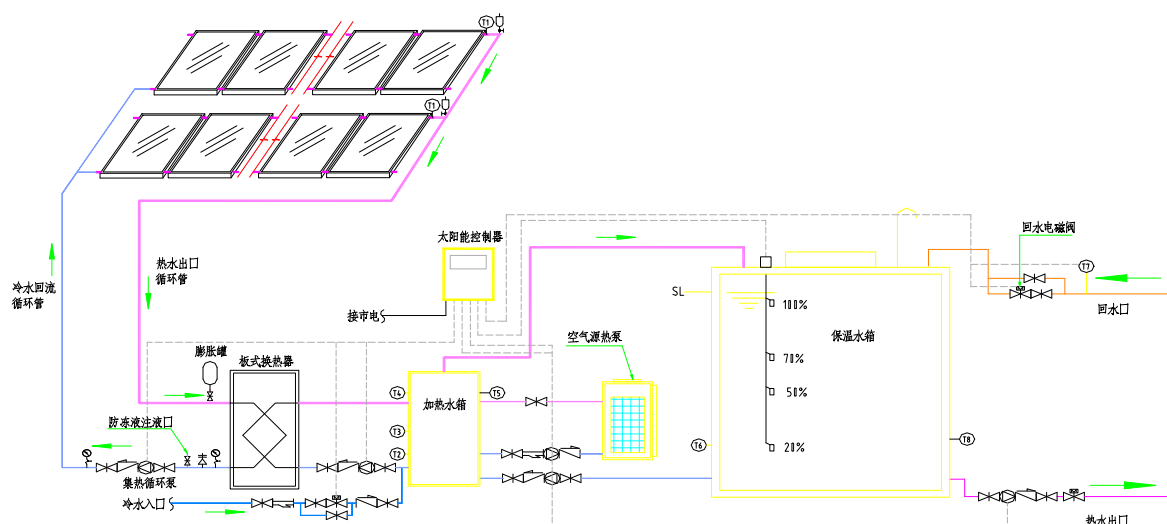 T1
T1
太阳能控制器
回水电磁阀
热水出口
循环管
T7
冷水回流
循环管
SL
100%
接市电
回水口
空气源热泵
保温水箱
膨胀罐
板式换热器
70%
T4
T5
50%
加热水箱
防冻液注液口
T3
T6
20%
T8
T2
集热循环泵
冷水入口
热水出口